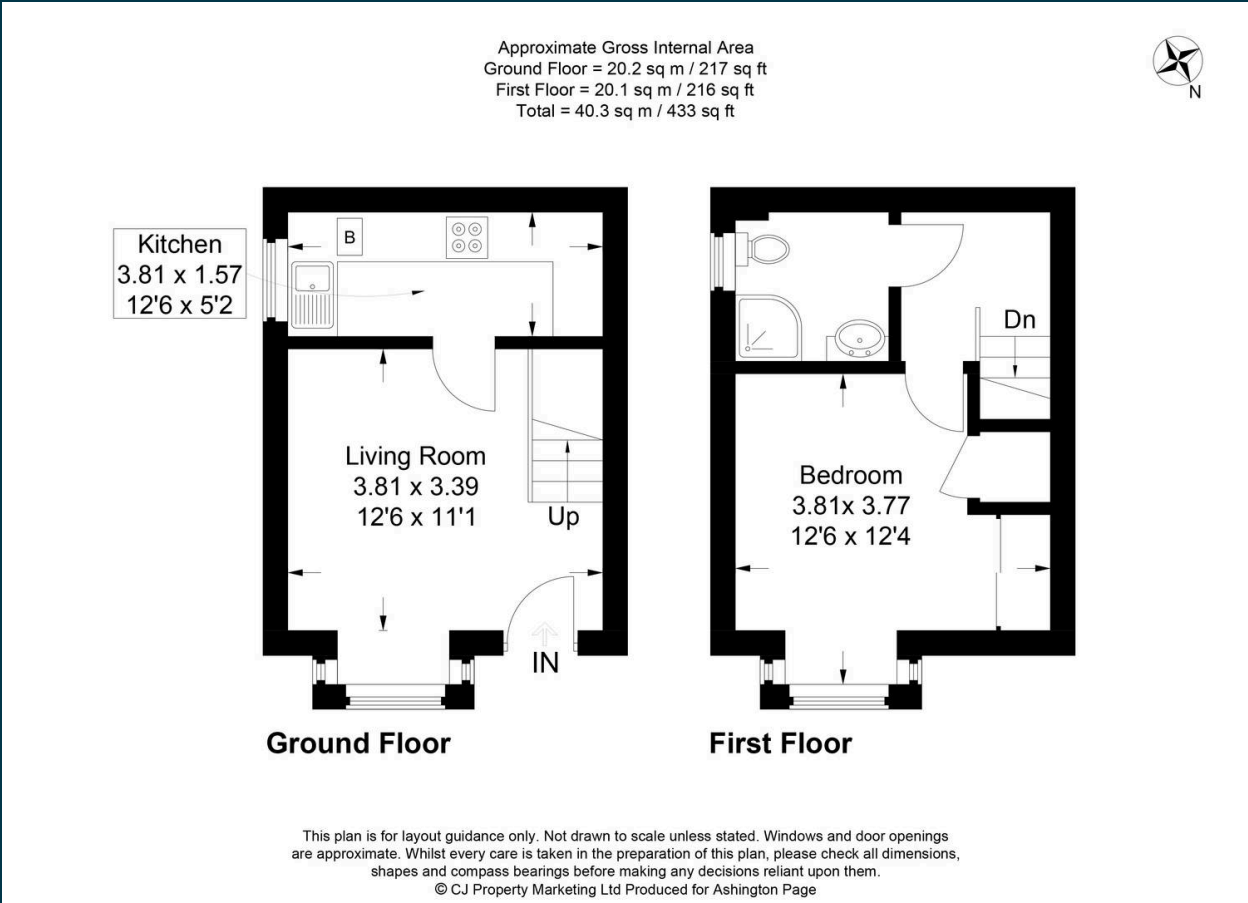 Approximate Gross Internal Area
Ground Floor = 20.2 sq m / 217 sq ft
First Floor = 20.1 sq m / 216 sq ft
Total = 40.3 sq m / 433 sq ft
N
Kitchen
3.81 x 1.57
12'6 x 5'2
B
Living Room
3.81 x 3.39
12'6 x 11'1
Up
IN
Ground Floor
Dn
Bedroom
3.81x 3.77
12'6 x 12'4
First Floor
This plan is for layout guidance only. Not drawn to scale unless stated. Windows and door openings
are approximate. Whilst every care is taken in the preparation of this plan, please check all dimensions,
shapes and compass bearings before making any decisions reliant upon them.
© CJ Property Marketing Ltd Produced for Ashington Page